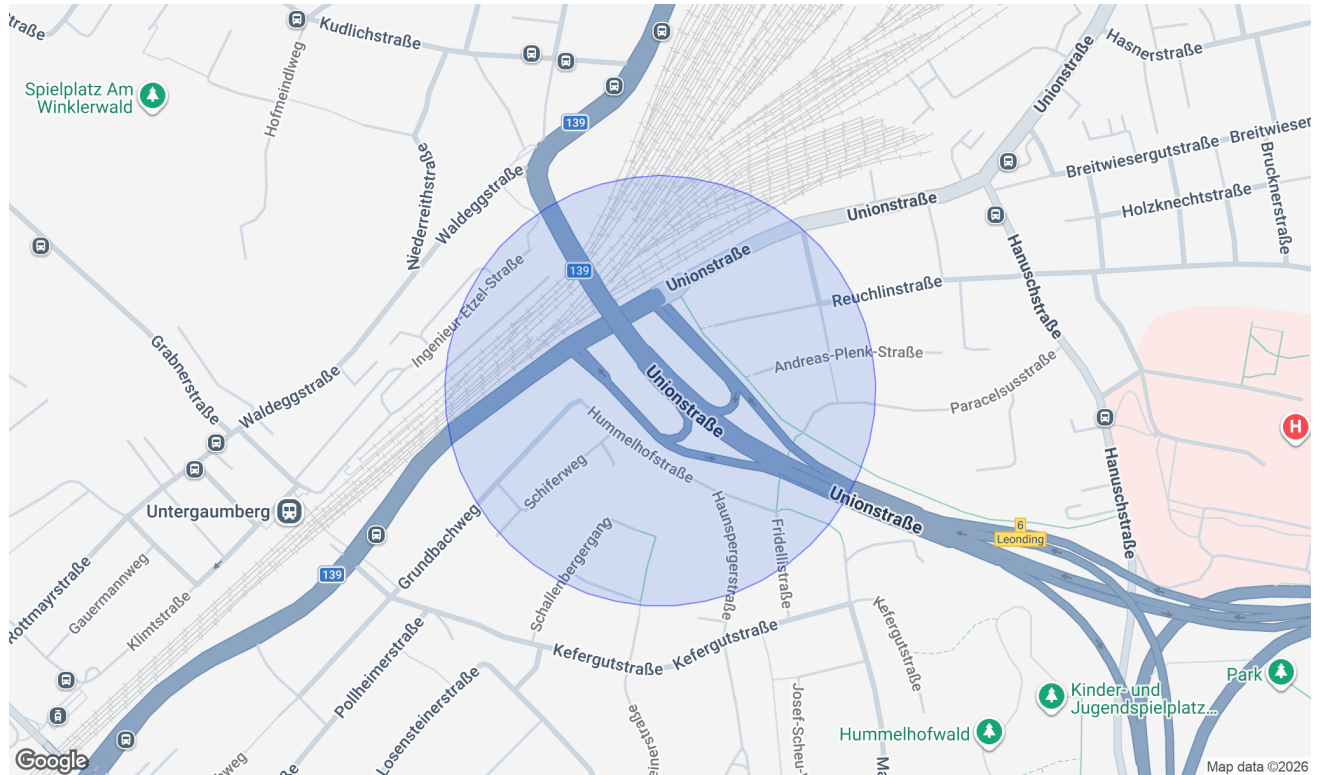 Kudlichstraße
Hasnerstraße
Unionstraße
Spielplatz Am
Winklerwald
Hofmeindlweg
139
Breitwiesergutstraße
Breitwieser
Brucknerstraße
Niederreithstraße
Waldeggstraße
Holzknechtstraße
Unionstraße
Hanuschstraße
Unionstraße
139
Ingenieur-Etzel-Straße
Reuchlinstraße
Grabnerstraße
Andreas-Plenk-Straße
Waldeggstraße
Unionstraße
Paracelsusstraße
Hummelhofstraße
H
Hanuschstraße
Schiferweg
Unionstraße
Untergaumberg
Haunspergerstraße
Fridellistraße
6
Leonding
Grundbachweg
Schallenbergergang
139
Rottmayrstraße
Gauermannweg
Klimtstraße
Kefergutstraße
Kefergutstraße
Kefergutstraße
Pollheimerstraße
Losensteinerstraße
Park
Kinder- und
Jugendspielplatz...
Josef-Scheu-
Hummelhofwald
Google
Map data ©2026